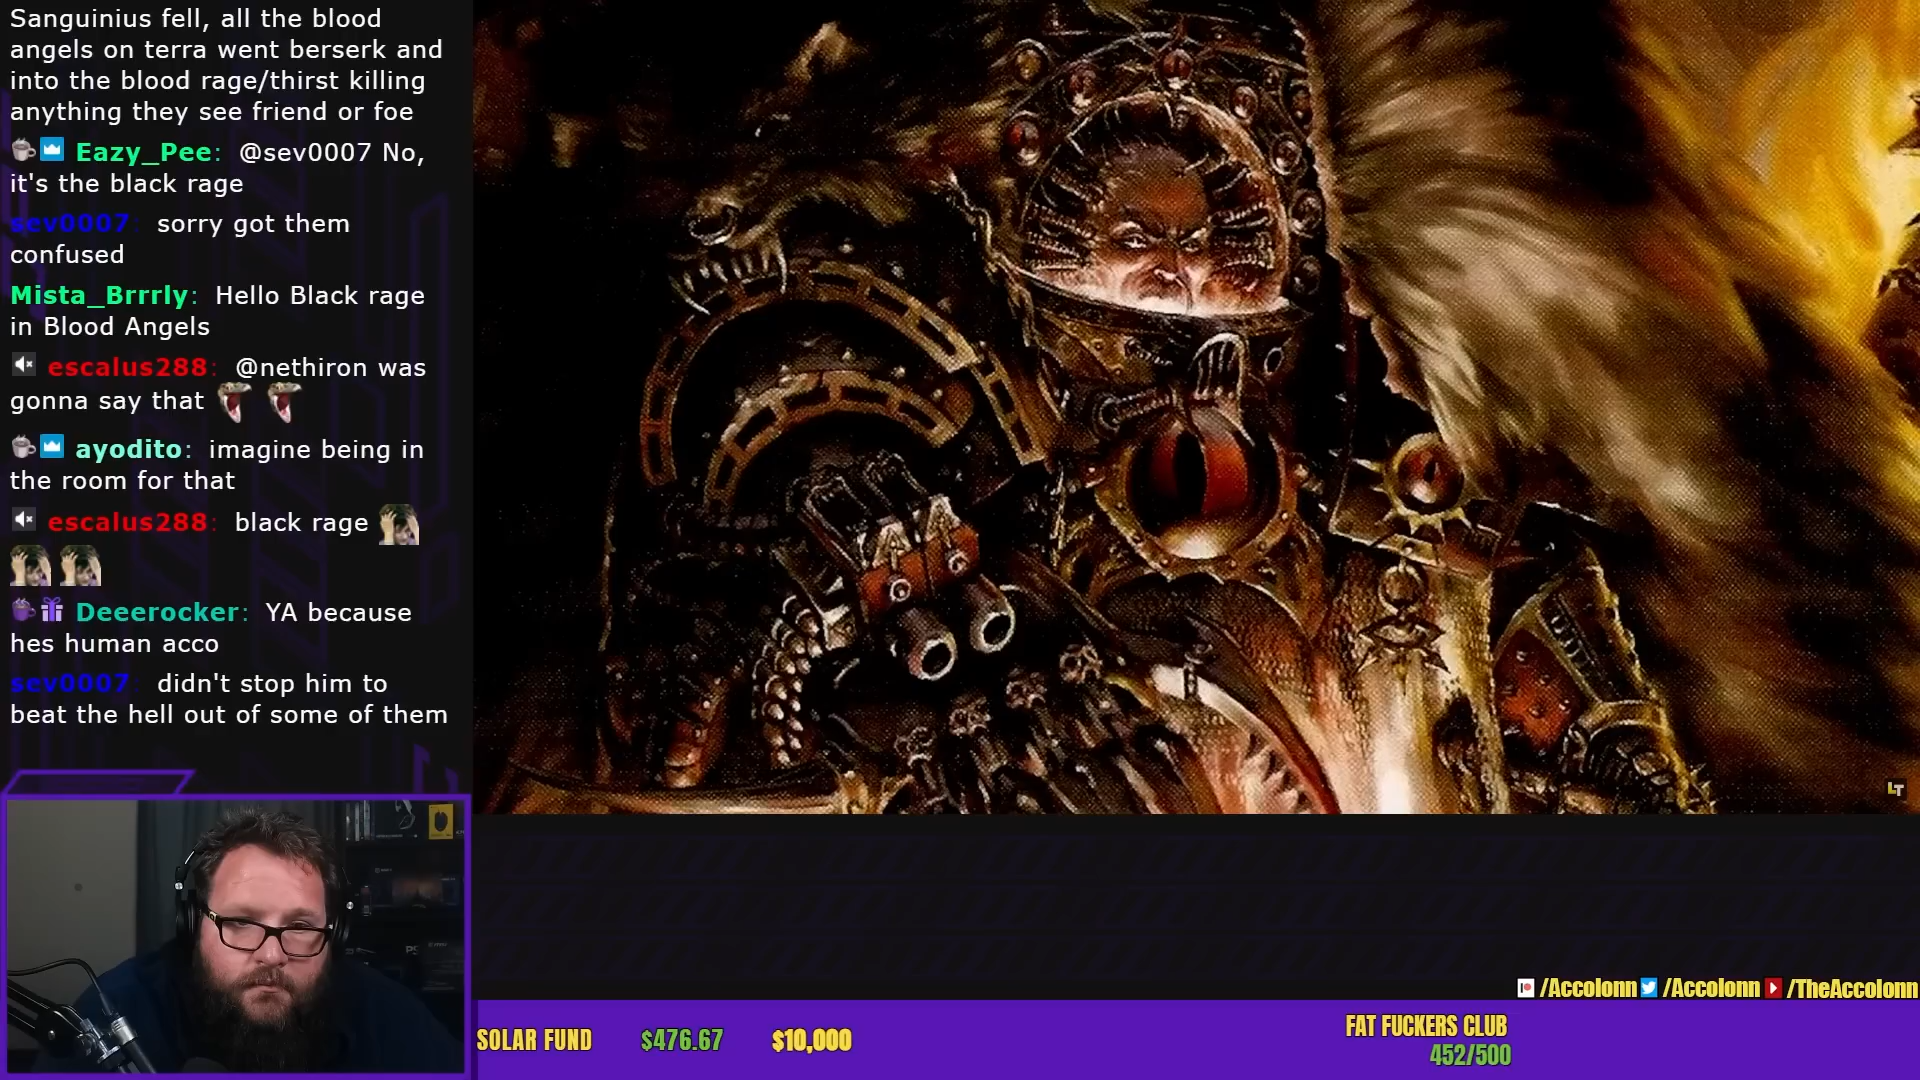 Sanguinius fell, all the blood
angels on terra went berserk and
into the blood rage/thirst killing
anything they see friend or foe
Eazy_Pee: @sev0007 No,
it's the black rage
sev0007: sorry got them
confused
Mista_Brrrly: Hello Black rage
in Blood Angels
escalus288: @nethiron was
gonna say that
ayodito: imagine being in
the room for that
escalus288: black rage
Deeerocker: YA because
hes human acco
sev0007: didn't stop him to
beat the hell out of some of them
LT
/Accolonn /Accolonn /TheAccolonn
SOLAR FUND $476.67 $10,000
FAT FUCKERS CLUB
452/500